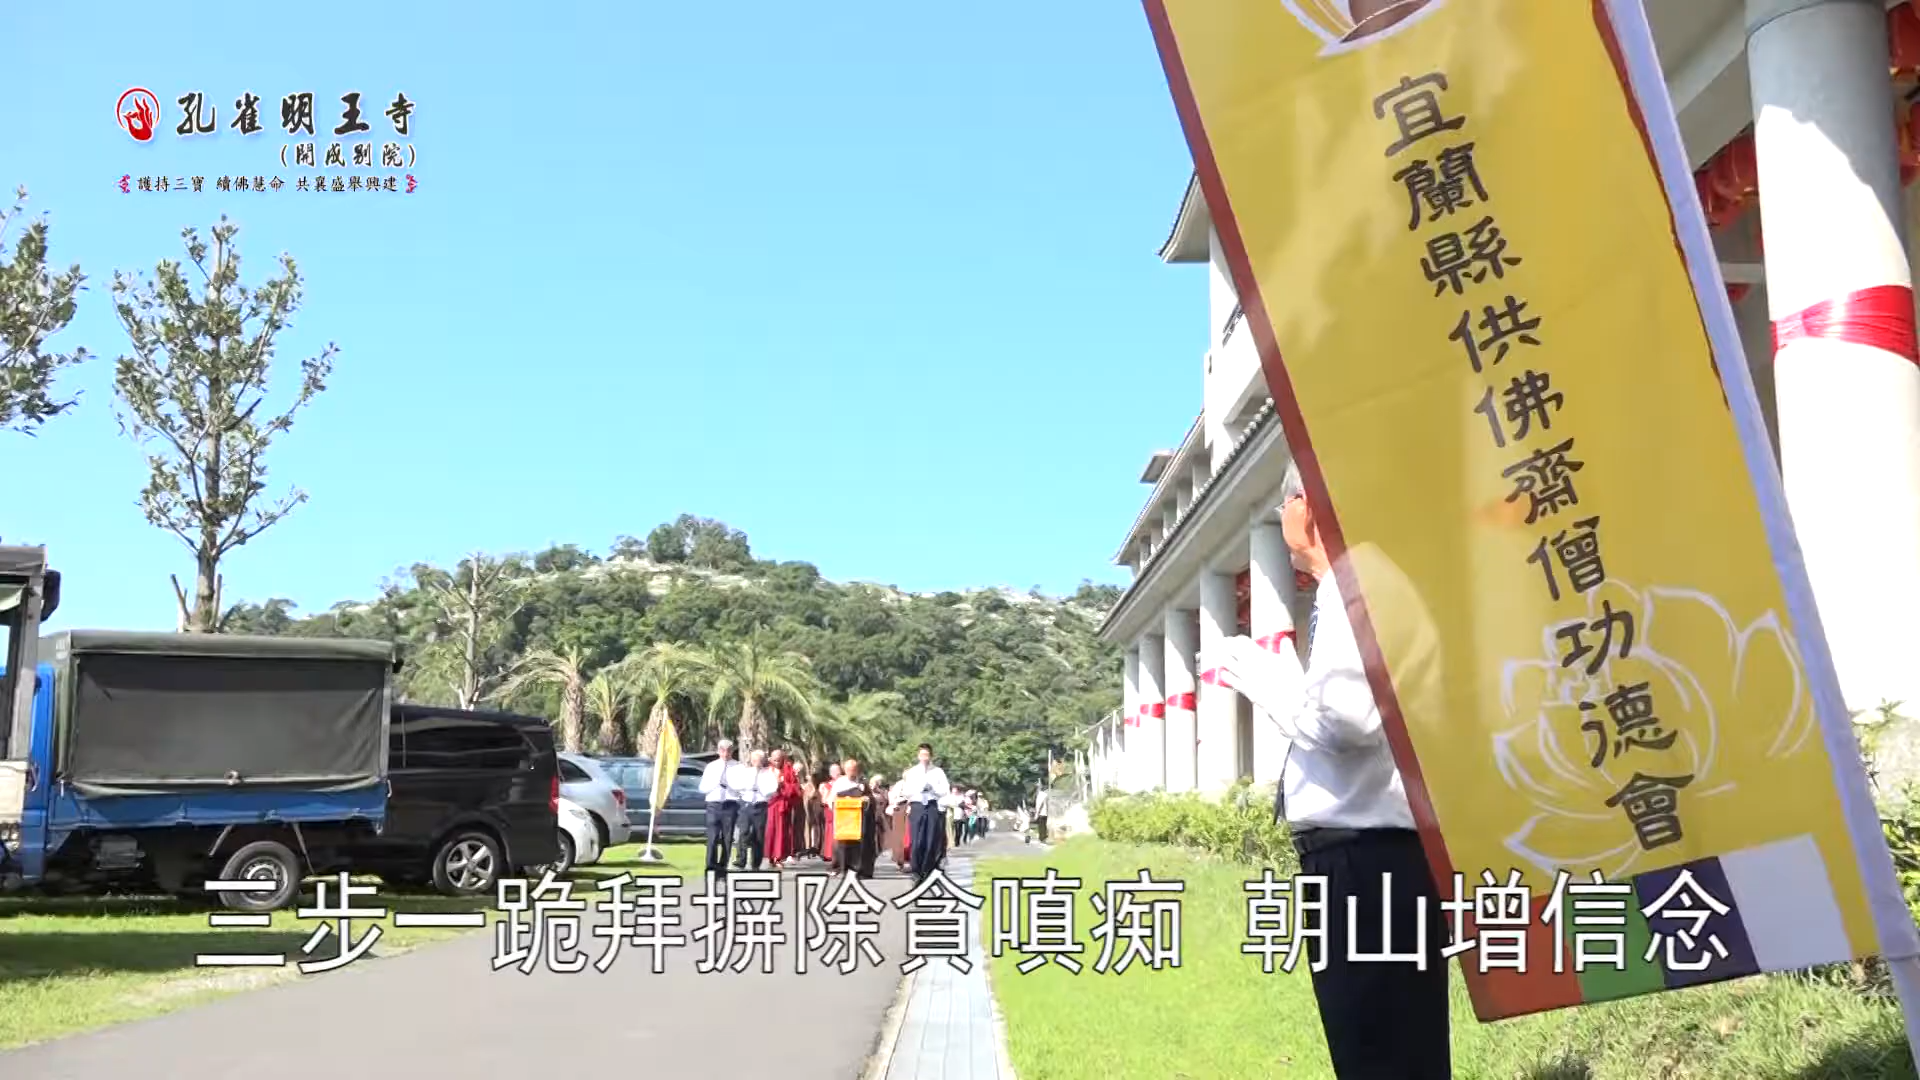 孔雀明王寺
(開成別院)
護持三寶 續佛慧命 共襄盛舉興建
宜蘭縣供佛齋僧功德會
三步一跪拜摒除貪嗔痴 朝山增信念